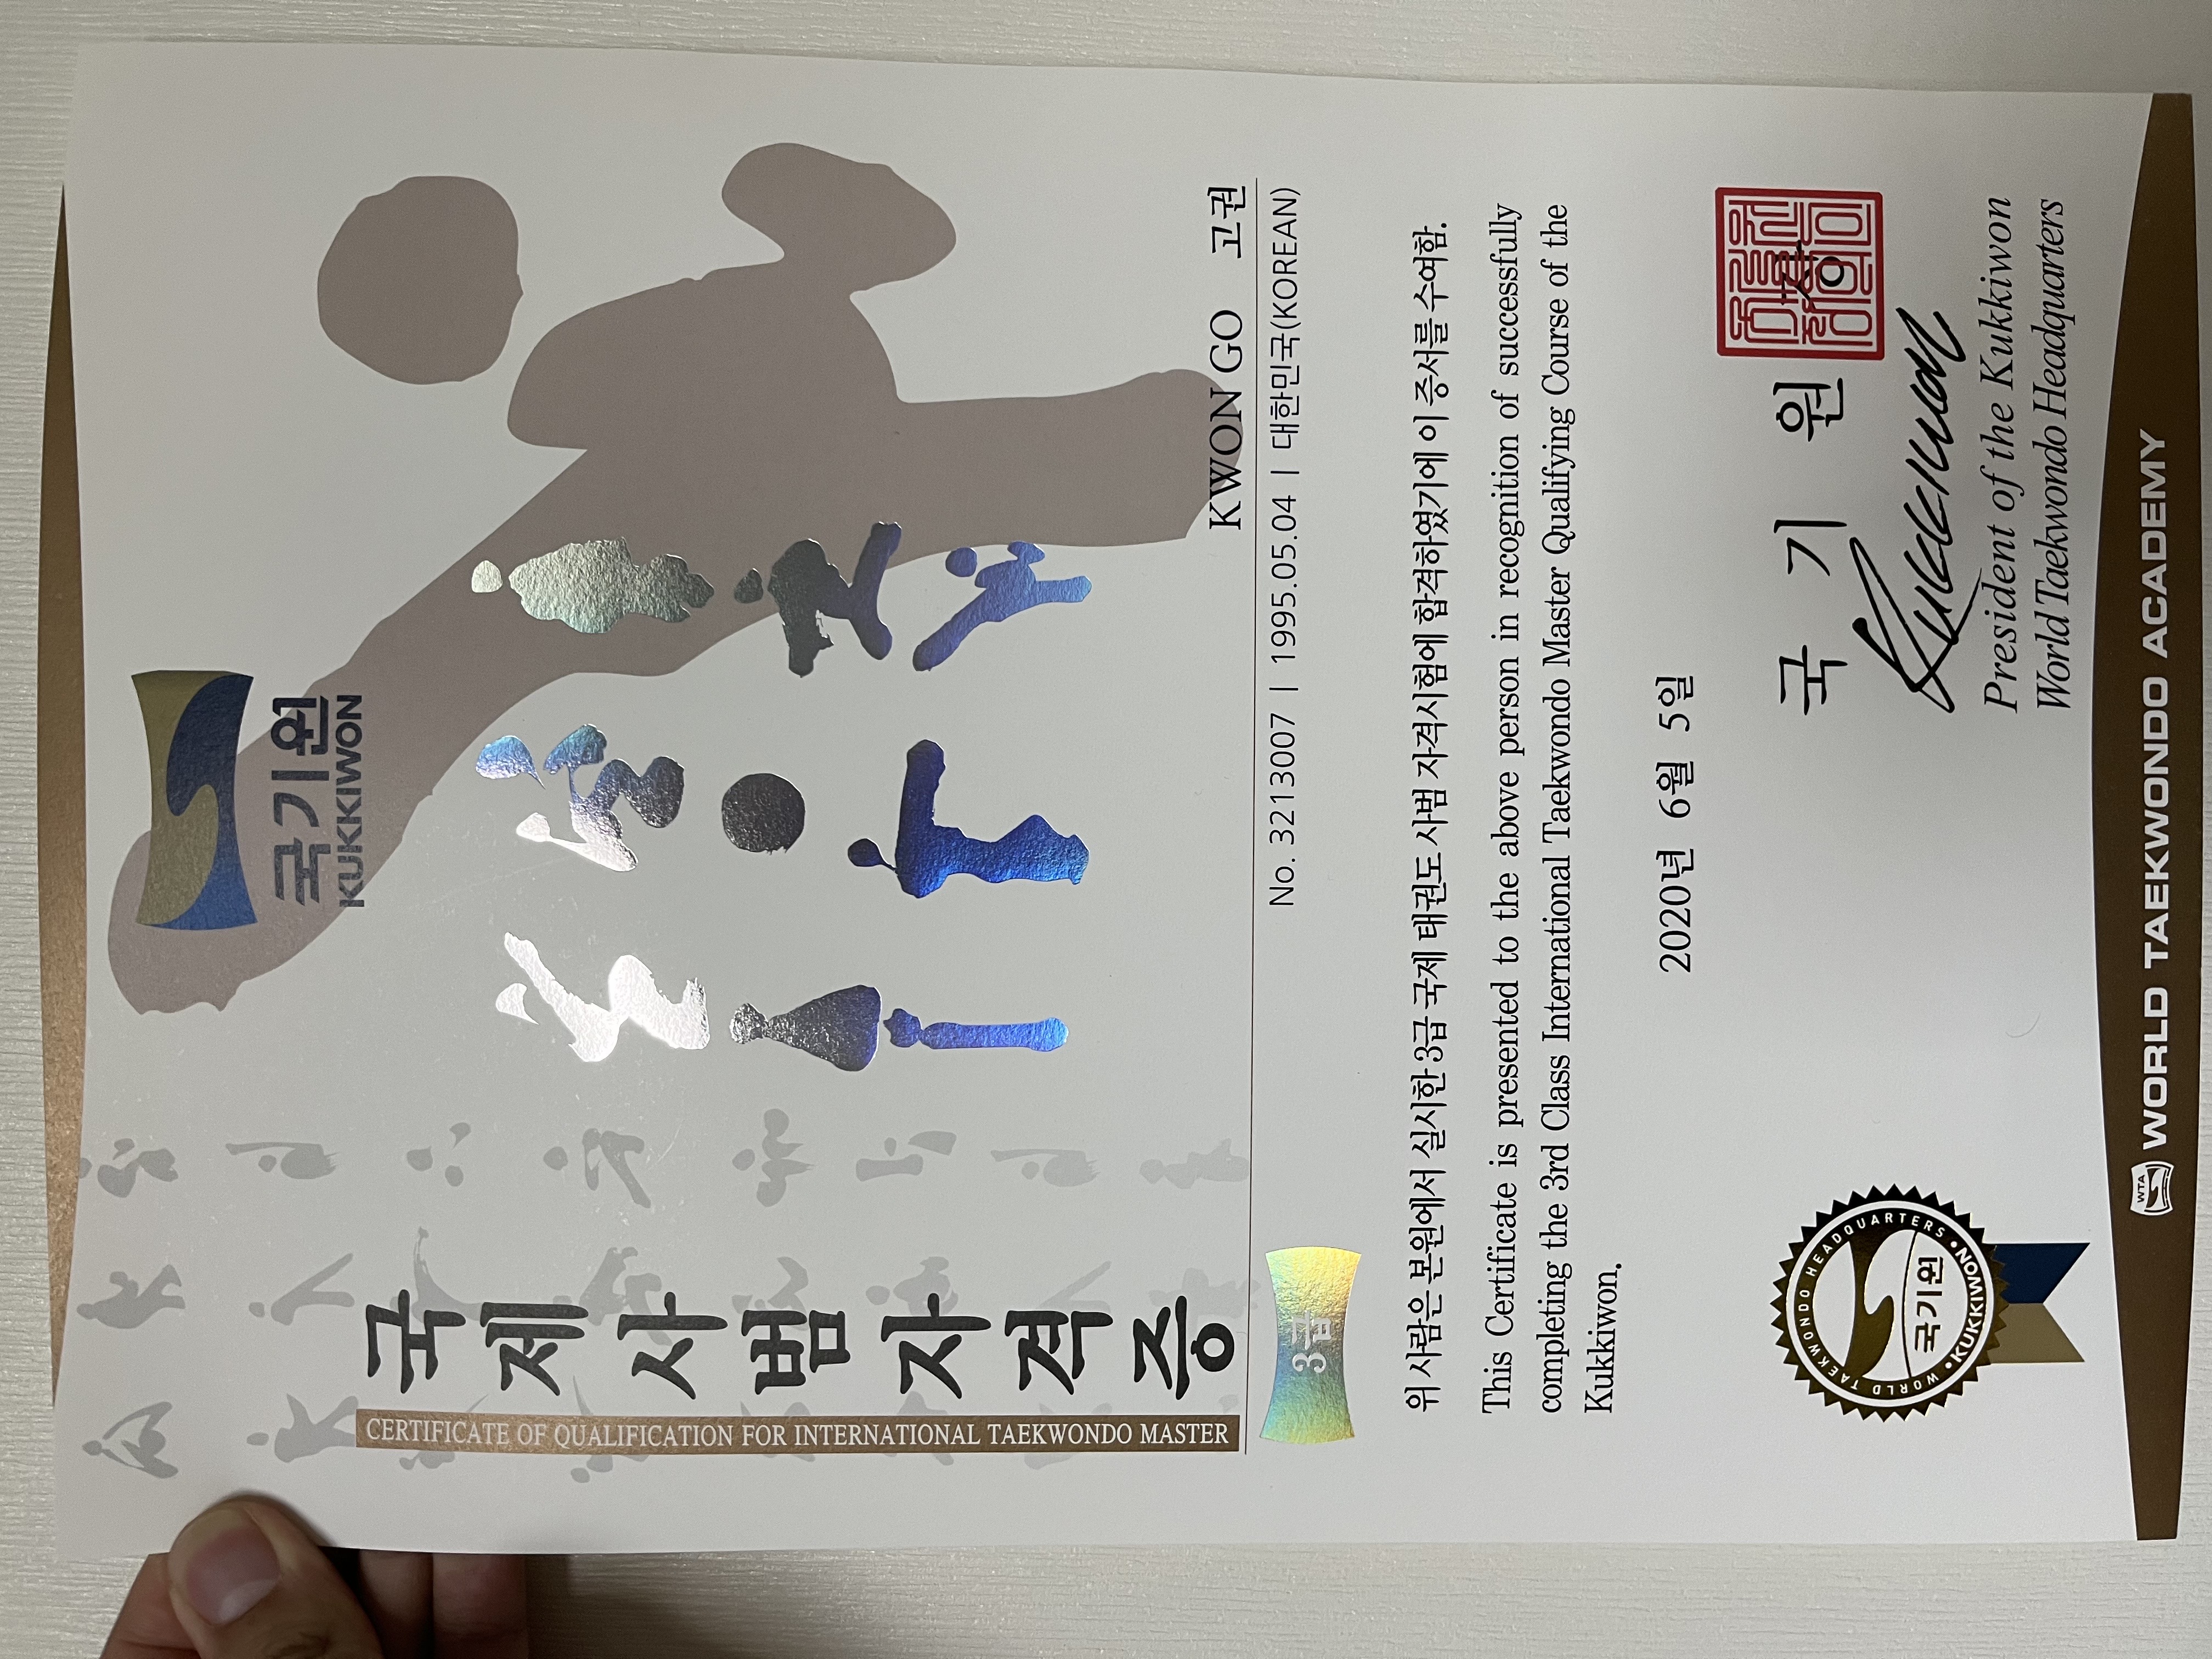 국기원
KUKKIWON
국제사범자격증
CERTIFICATE OF QUALIFICATION FOR INTERNATIONAL TAEKWONDO MASTER
KWON GO 고권
3급
No. 3213007 | 1995.05.04 | 대한민국(KOREAN)
위 사람은 본원에서 실시한 3급 국제 태권도 사범 자격시험에 합격하였기에 이 증서를 수여함.
This Certificate is presented to the above person in recognition of successfully
completing the 3rd Class International Taekwondo Master Qualifying Course of the
Kukkiwon.
2020년 6월 5일
국 기 원 장
President of the Kukkiwon
World Taekwondo Headquarters
WORLD TAEKWONDO HEADQUARTERS • KUKKIWON •
국기원
WTA
WORLD TAEKWONDO ACADEMY